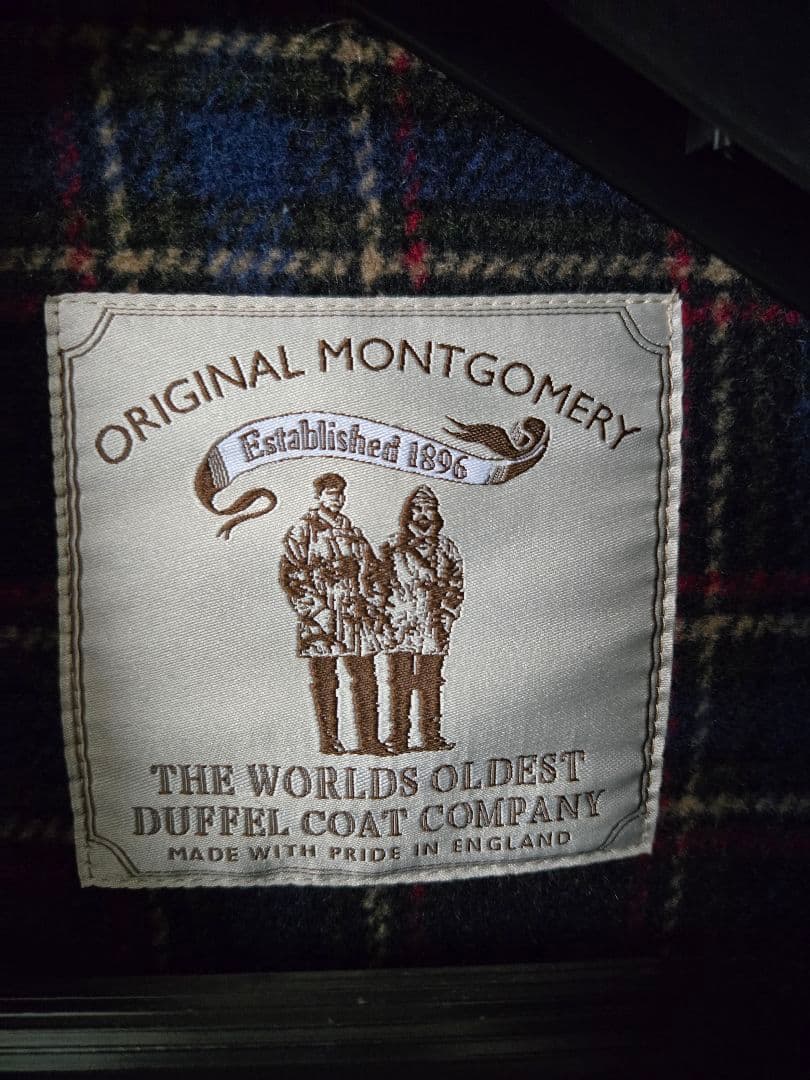 ORIGINAL MONTGOMERY
Established 1896
THE WORLDS OLDEST
DUFFEL COAT COMPANY
MADE WITH PRIDE IN ENGLAND